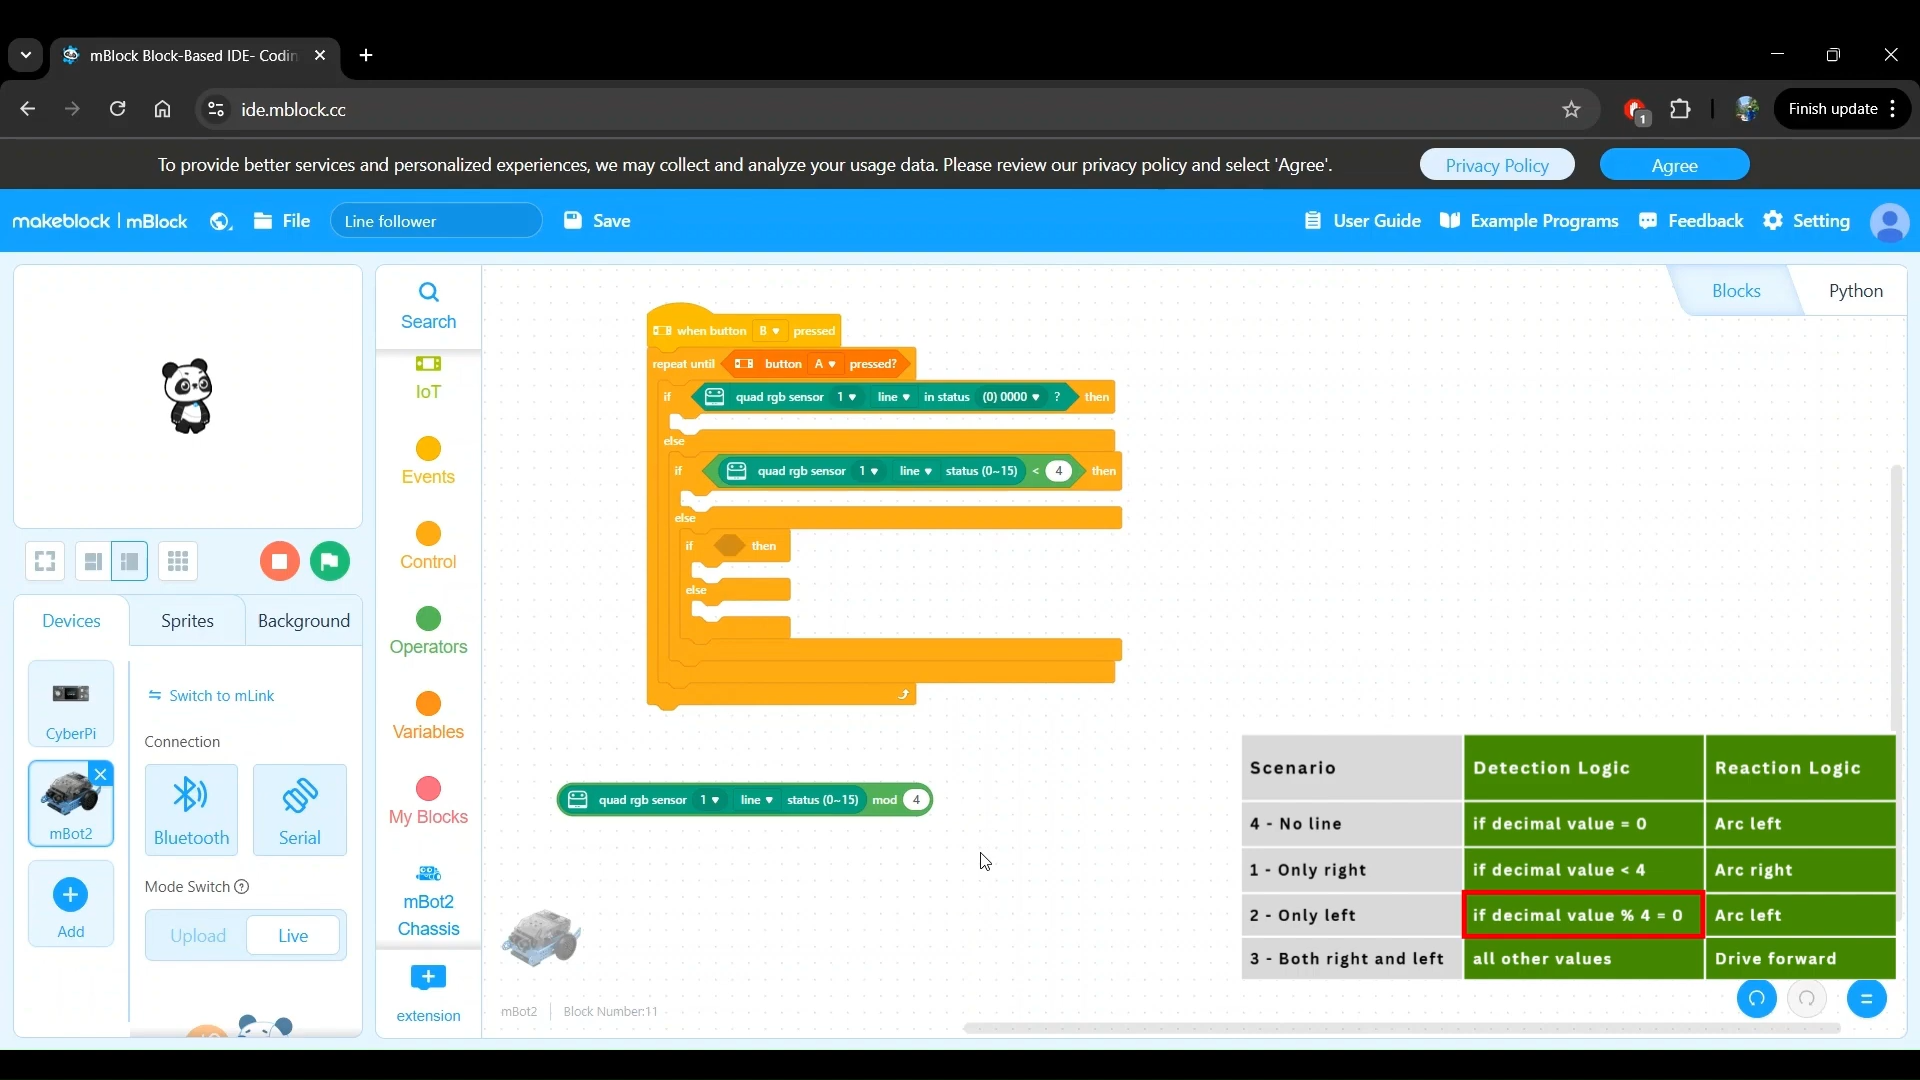 mBlock Block-Based IDE- Codin
ide.mblock.cc
1
Finish update
To provide better services and personalized experiences, we may collect and analyze your usage data. Please review our privacy policy and select 'Agree'.
Privacy Policy
Agree
makeblock | mBlock
File
Line follower
Save
User Guide
Example Programs
Feedback
Setting
Search
IoT
Events
Control
Operators
Variables
My Blocks
mBot2
Chassis
extension
Blocks
Python
when button B pressed
repeat until button A pressed?
if quad rgb sensor 1 line in status (0) 0000 ? then
else
if quad rgb sensor 1 line status (0~15) < 4 then
else
if then
else
quad rgb sensor 1 line status (0~15) mod 4
Devices
Sprites
Background
CyberPi
mBot2
Add
Switch to mLink
Connection
Bluetooth
Serial
Mode Switch ?
Upload
Live
mBot2
Block Number:11
Scenario Detection Logic Reaction Logic
4 - No line if decimal value = 0 Arc left
1 - Only right if decimal value < 4 Arc right
2 - Only left if decimal value % 4 = 0 Arc left
3 - Both right and left all other values Drive forward